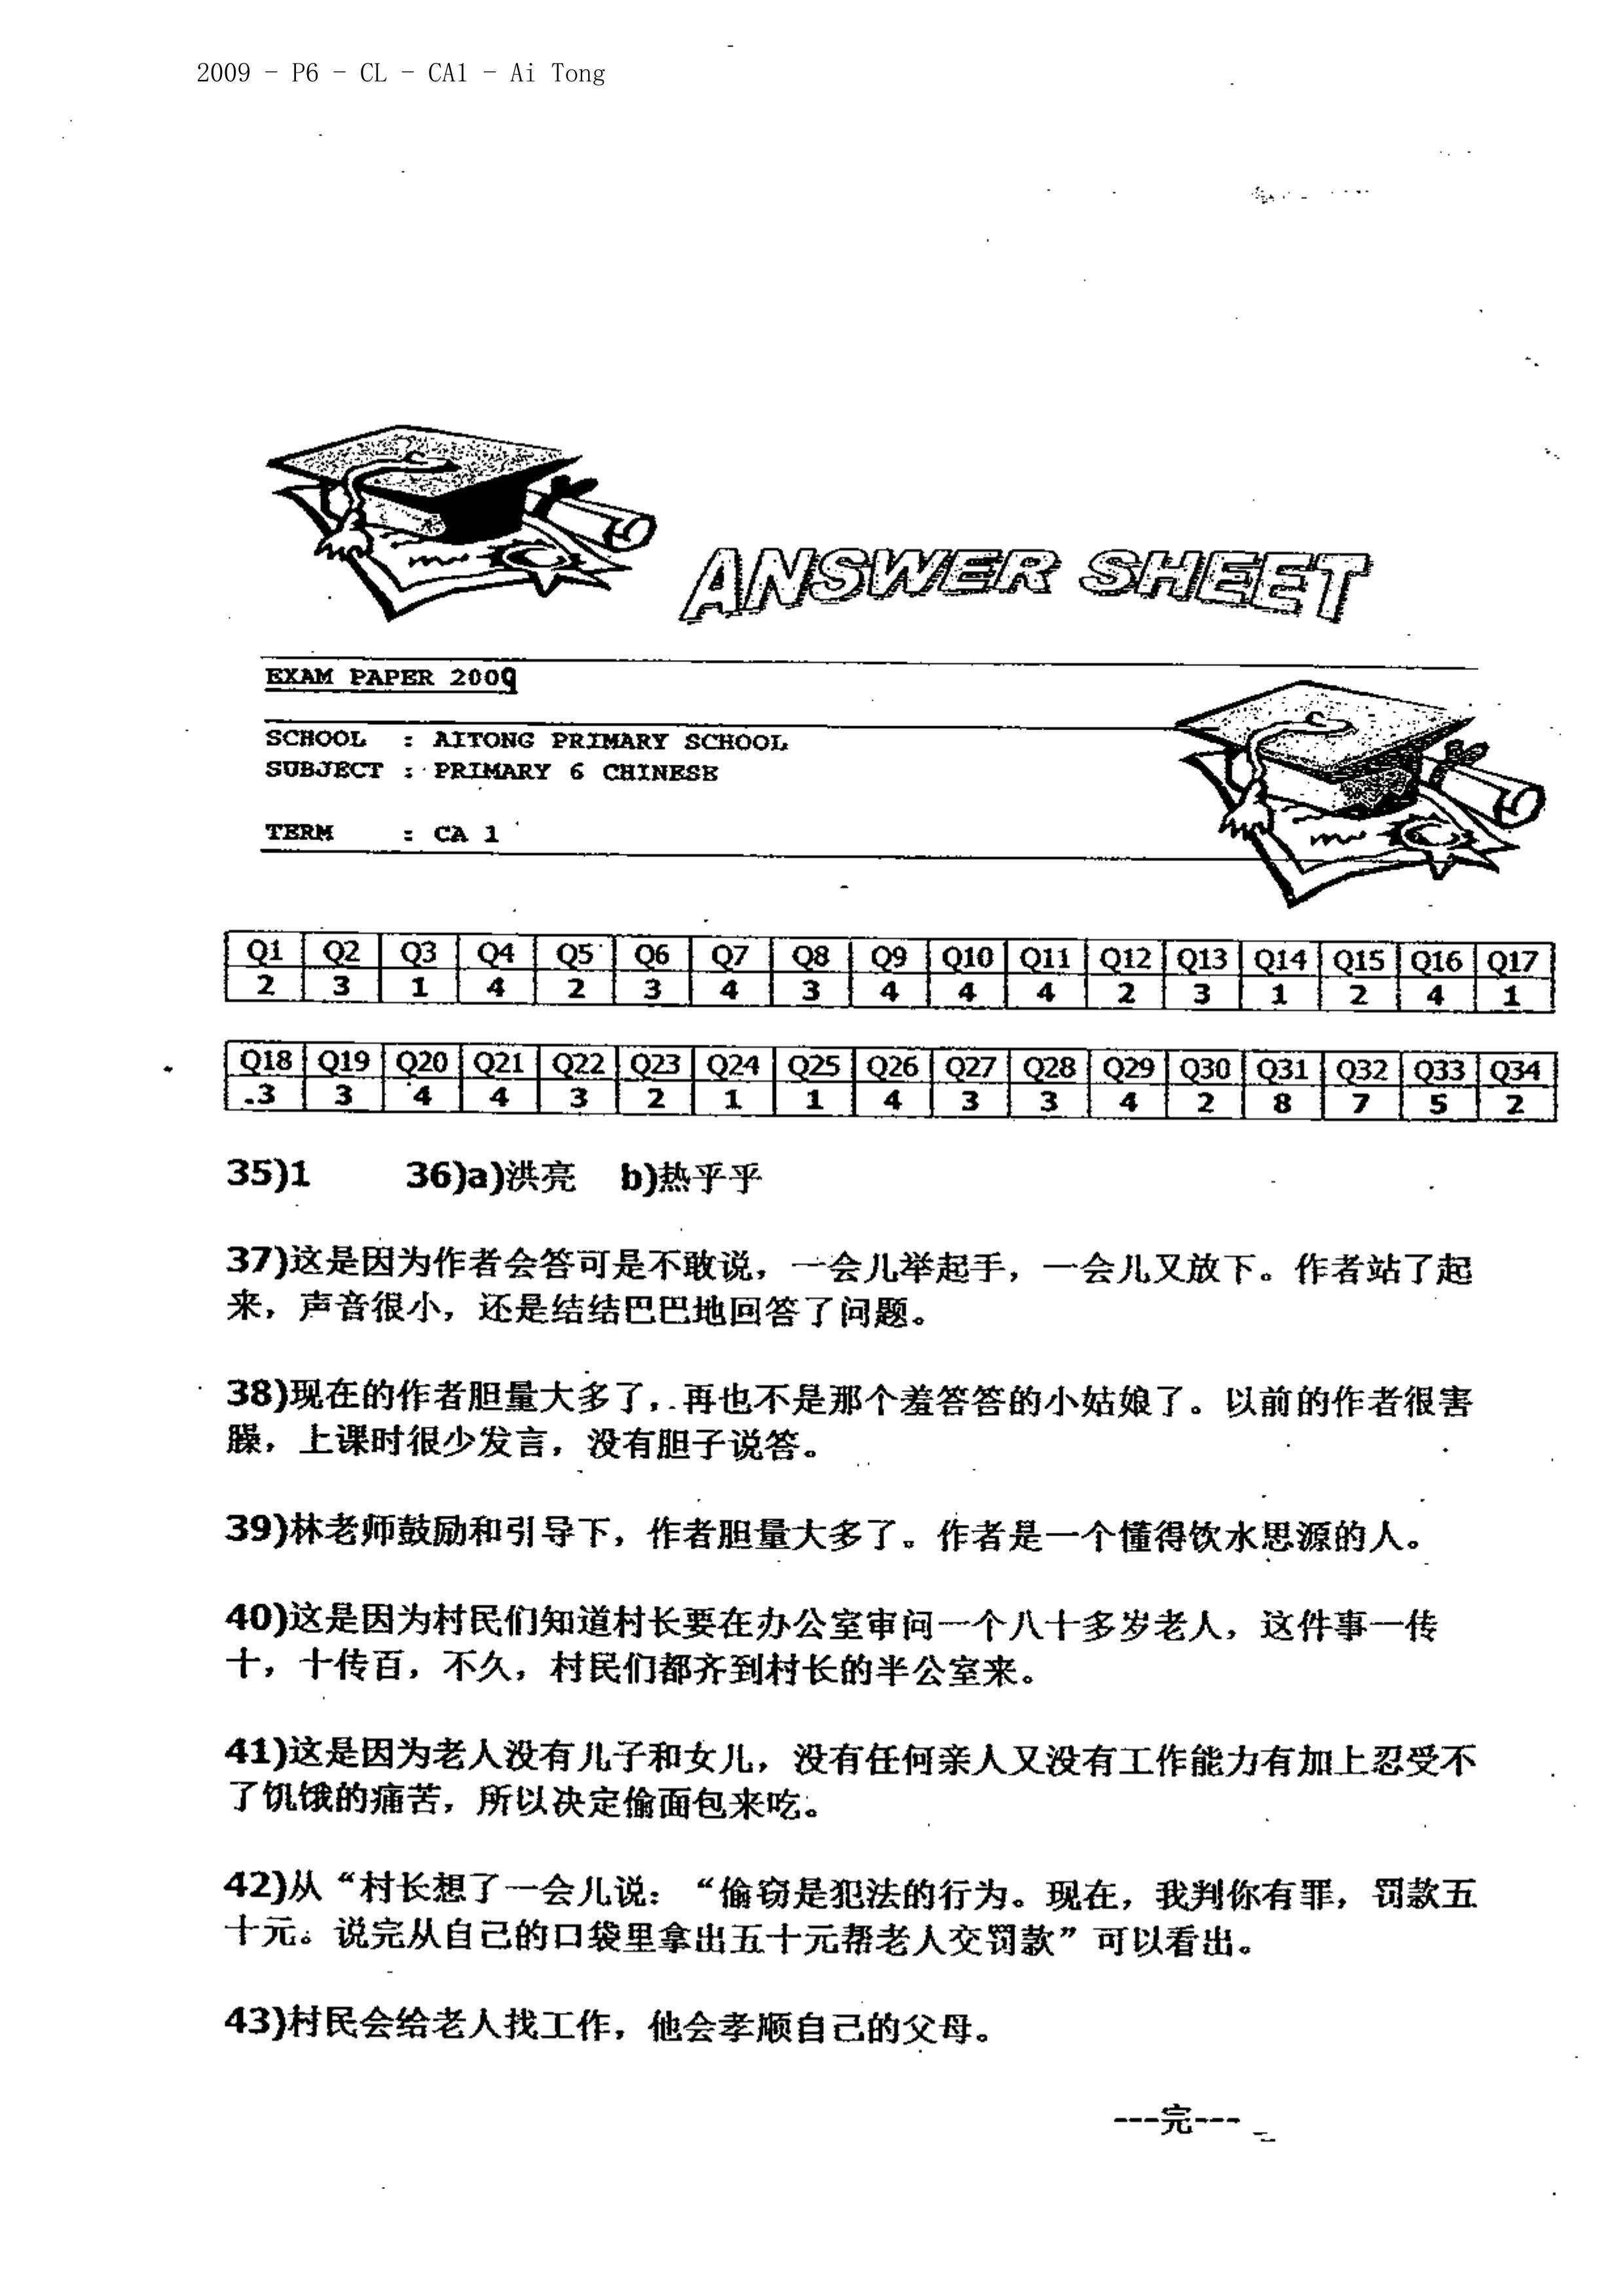 2009 - P6 - CL - CA1 - Ai Tong
ANSWER SHEET
EXAM PAPER 2009
SCHOOL : AITONG PRIMARY SCHOOL
SUBJECT : PRIMARY 6 CHINESE
TERM : CA 1
Q1 Q2 Q3 Q4 Q5 Q6 Q7 Q8 Q9 Q10 Q11 Q12 Q13 Q14 Q15 Q16 Q17
2 3 1 4 2 3 4 3 4 4 4 2 3 1 2 4 1
Q18 Q19 Q20 Q21 Q22 Q23 Q24 Q25 Q26 Q27 Q28 Q29 Q30 Q31 Q32 Q33 Q34
3 3 4 4 3 2 1 1 4 3 3 4 2 8 7 5 2
35)1 36)a)洪亮 b)热乎乎
37)这是因为作者会答可是不敢说，一会儿举起手，一会儿又放下。作者站了起
来，声音很小，还是结结巴巴地回答了问题。
38)现在的作者胆量大多了，再也不是那个羞答答的小姑娘了。以前的作者很害
臊，上课时很少发言，没有胆子说答。
39)林老师鼓励和引导下，作者胆量大多了。作者是一个懂得饮水思源的人。
40)这是因为村民们知道村长要在办公室审问一个八十多岁老人，这件事一传
十，十传百，不久，村民们都齐到村长的半公室来。
41)这是因为老人没有儿子和女儿，没有任何亲人又没有工作能力有加上忍受不
了饥饿的痛苦，所以决定偷面包来吃。
42)从“村长想了一会儿说：“偷窃是犯法的行为。现在，我判你有罪，罚款五
十元。说完从自己的口袋里拿出五十元帮老人交罚款”可以看出。
43)村民会给老人找工作，他会孝顺自己的父母。
---完---